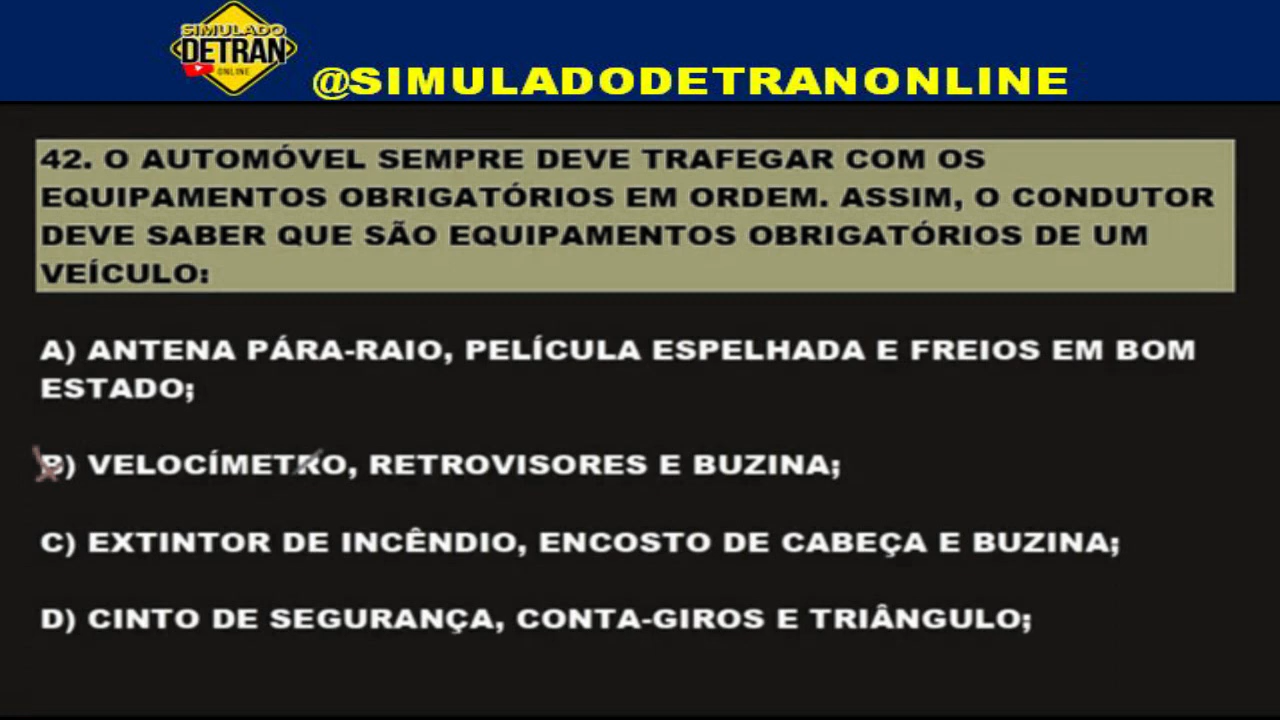 SIMULADO
DETRAN
ONLINE
@SIMULADODETRANONLINE
42. O AUTOMÓVEL SEMPRE DEVE TRAFEGAR COM OS
EQUIPAMENTOS OBRIGATÓRIOS EM ORDEM. ASSIM, O CONDUTOR
DEVE SABER QUE SÃO EQUIPAMENTOS OBRIGATÓRIOS DE UM
VEÍCULO:
A) ANTENA PÁRA-RAIO, PELÍCULA ESPELHADA E FREIOS EM BOM
ESTADO;
B) VELOCÍMETRO, RETROVISORES E BUZINA;
C) EXTINTOR DE INCÊNDIO, ENCOSTO DE CABEÇA E BUZINA;
D) CINTO DE SEGURANÇA, CONTA-GIROS E TRIÂNGULO;